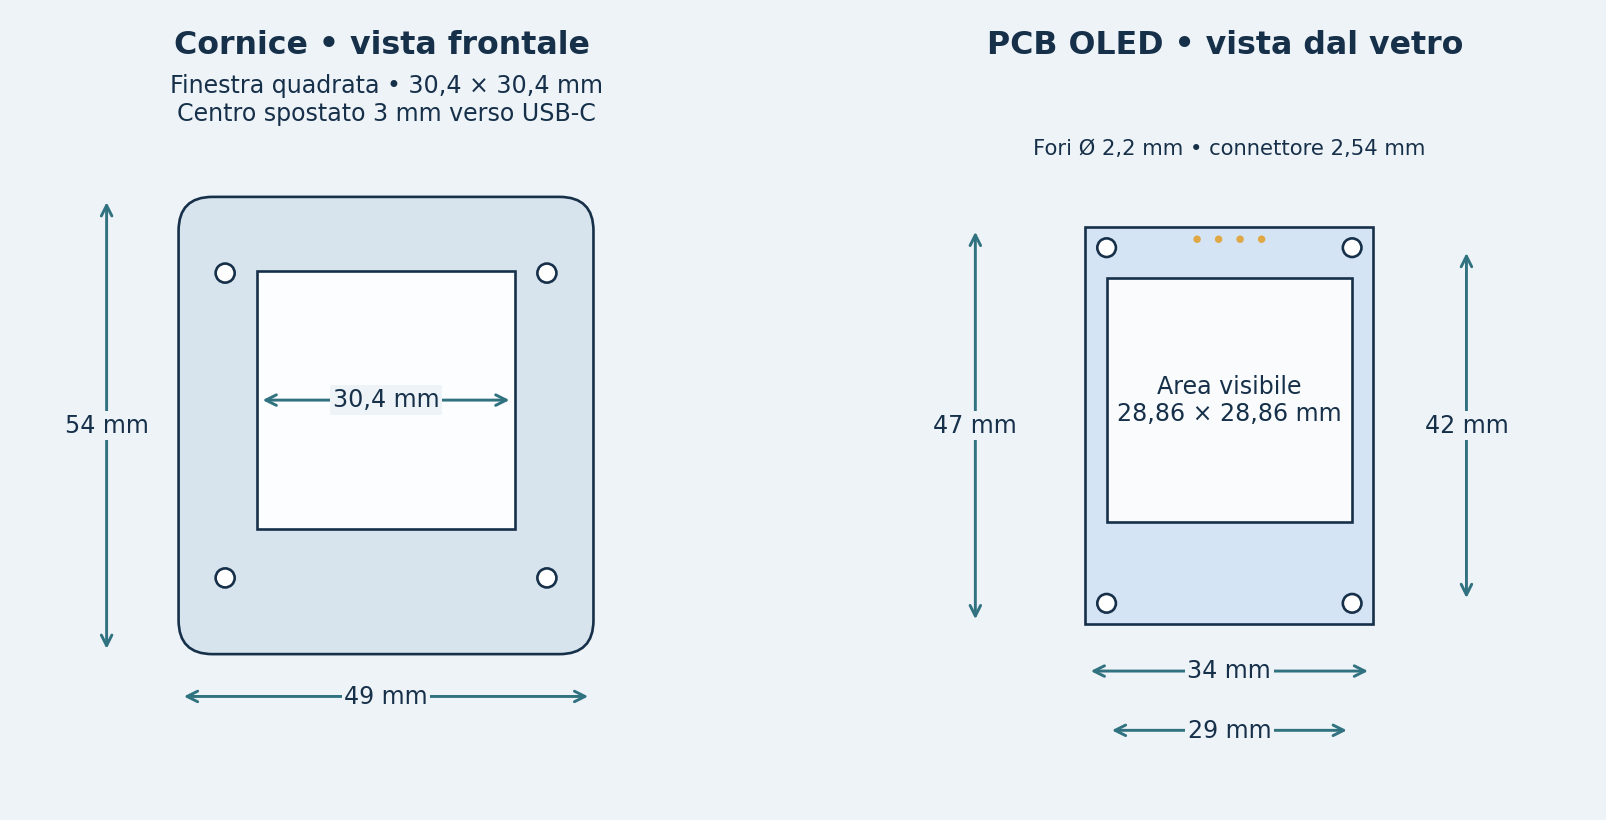 Cornice • vista frontale
Finestra quadrata • 30,4 × 30,4 mm
Centro spostato 3 mm verso USB-C
54 mm
30,4 mm
49 mm
PCB OLED • vista dal vetro
Fori Ø 2,2 mm • connettore 2,54 mm
47 mm
Area visibile
28,86 × 28,86 mm
42 mm
34 mm
29 mm